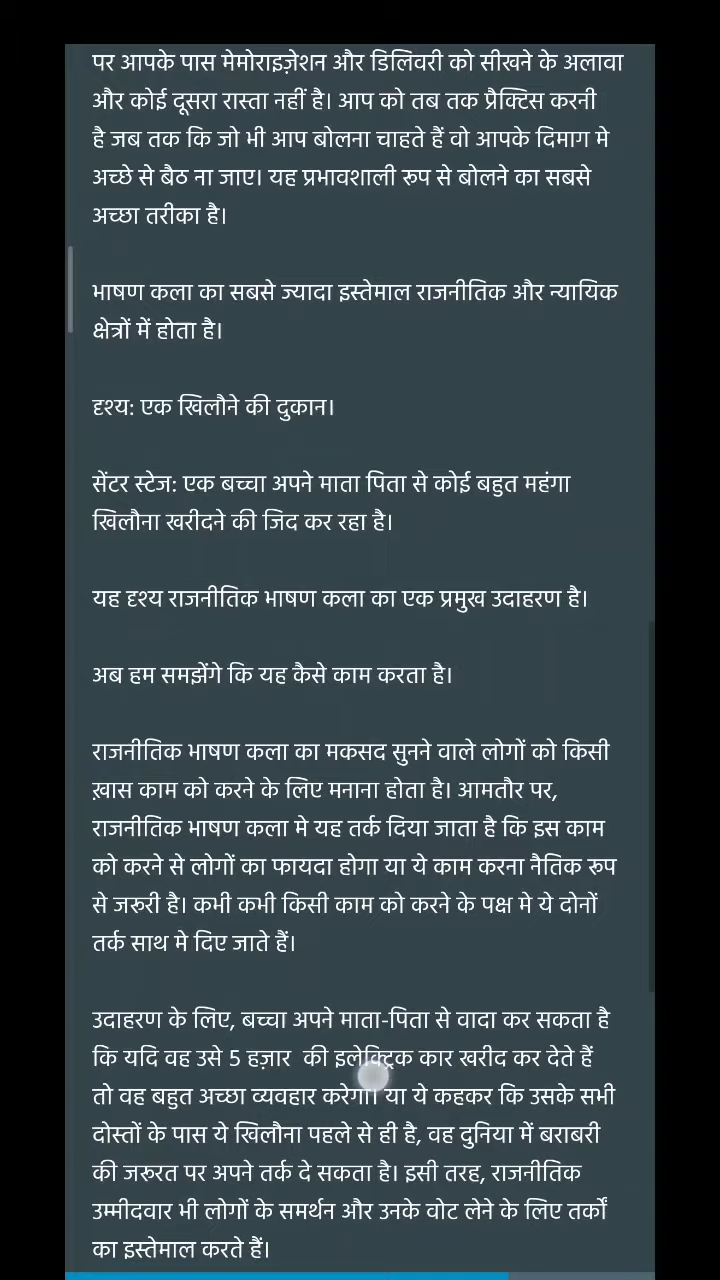 पर आपके पास मेमोराइज़ेशन और डिलिवरी को सीखने के अलावा
और कोई दूसरा रास्ता नहीं है। आप को तब तक प्रैक्टिस करनी
है जब तक कि जो भी आप बोलना चाहते हैं वो आपके दिमाग मे
अच्छे से बैठ ना जाए। यह प्रभावशाली रूप से बोलने का सबसे
अच्छा तरीका है।
भाषण कला का सबसे ज्यादा इस्तेमाल राजनीतिक और न्यायिक
क्षेत्रों में होता है।
दृश्य: एक खिलौने की दुकान।
सेंटर स्टेज: एक बच्चा अपने माता पिता से कोई बहुत महंगा
खिलौना खरीदने की जिद कर रहा है।
यह दृश्य राजनीतिक भाषण कला का एक प्रमुख उदाहरण है।
अब हम समझेंगे कि यह कैसे काम करता है।
राजनीतिक भाषण कला का मकसद सुनने वाले लोगों को किसी
ख़ास काम को करने के लिए मनाना होता है। आमतौर पर,
राजनीतिक भाषण कला मे यह तर्क दिया जाता है कि इस काम
को करने से लोगों का फायदा होगा या ये काम करना नैतिक रूप
से जरूरी है। कभी कभी किसी काम को करने के पक्ष मे ये दोनों
तर्क साथ मे दिए जाते हैं।
उदाहरण के लिए, बच्चा अपने माता-पिता से वादा कर सकता है
कि यदि वह उसे 5 हज़ार की इलेक्ट्रिक कार खरीद कर देते हैं
तो वह बहुत अच्छा व्यवहार करेगा। या ये कहकर कि उसके सभी
दोस्तों के पास ये खिलौना पहले से ही है, वह दुनिया में बराबरी
की जरूरत पर अपने तर्क दे सकता है। इसी तरह, राजनीतिक
उम्मीदवार भी लोगों के समर्थन और उनके वोट लेने के लिए तर्कों
का इस्तेमाल करते हैं।